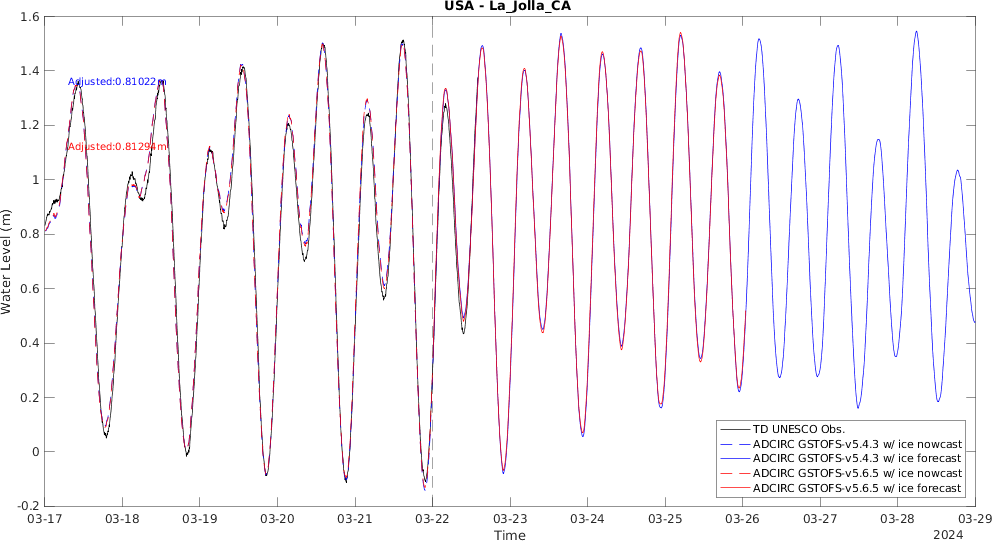 USA - La_Jolla_CA
1.6
1.4
1.2
1
0.8
0.6
0.4
0.2
0
-0.2
Water Level (m)
Adjusted:0.81022m
Adjusted:0.81294m
TD UNESCO Obs.
ADCIRC GSTOFS-v5.4.3 w/ ice nowcast
ADCIRC GSTOFS-v5.4.3 w/ ice forecast
ADCIRC GSTOFS-v5.6.5 w/ ice nowcast
ADCIRC GSTOFS-v5.6.5 w/ ice forecast
03-17 03-18 03-19 03-20 03-21 03-22 03-23 03-24 03-25 03-26 03-27 03-28 03-29
Time
2024